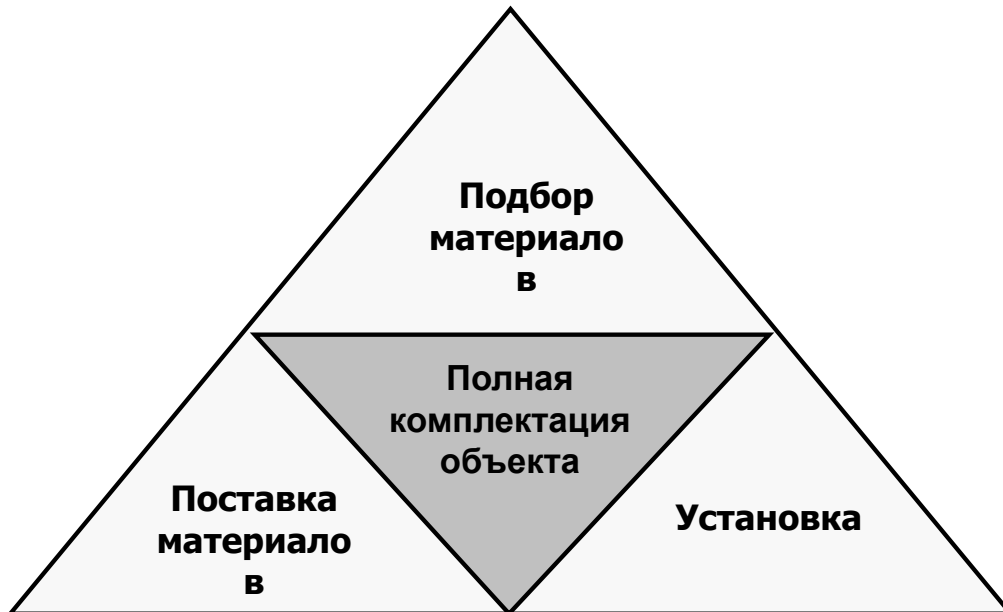 Подбор
материало
в
Полная
комплектация
объекта
Поставка
материало
в
Установка